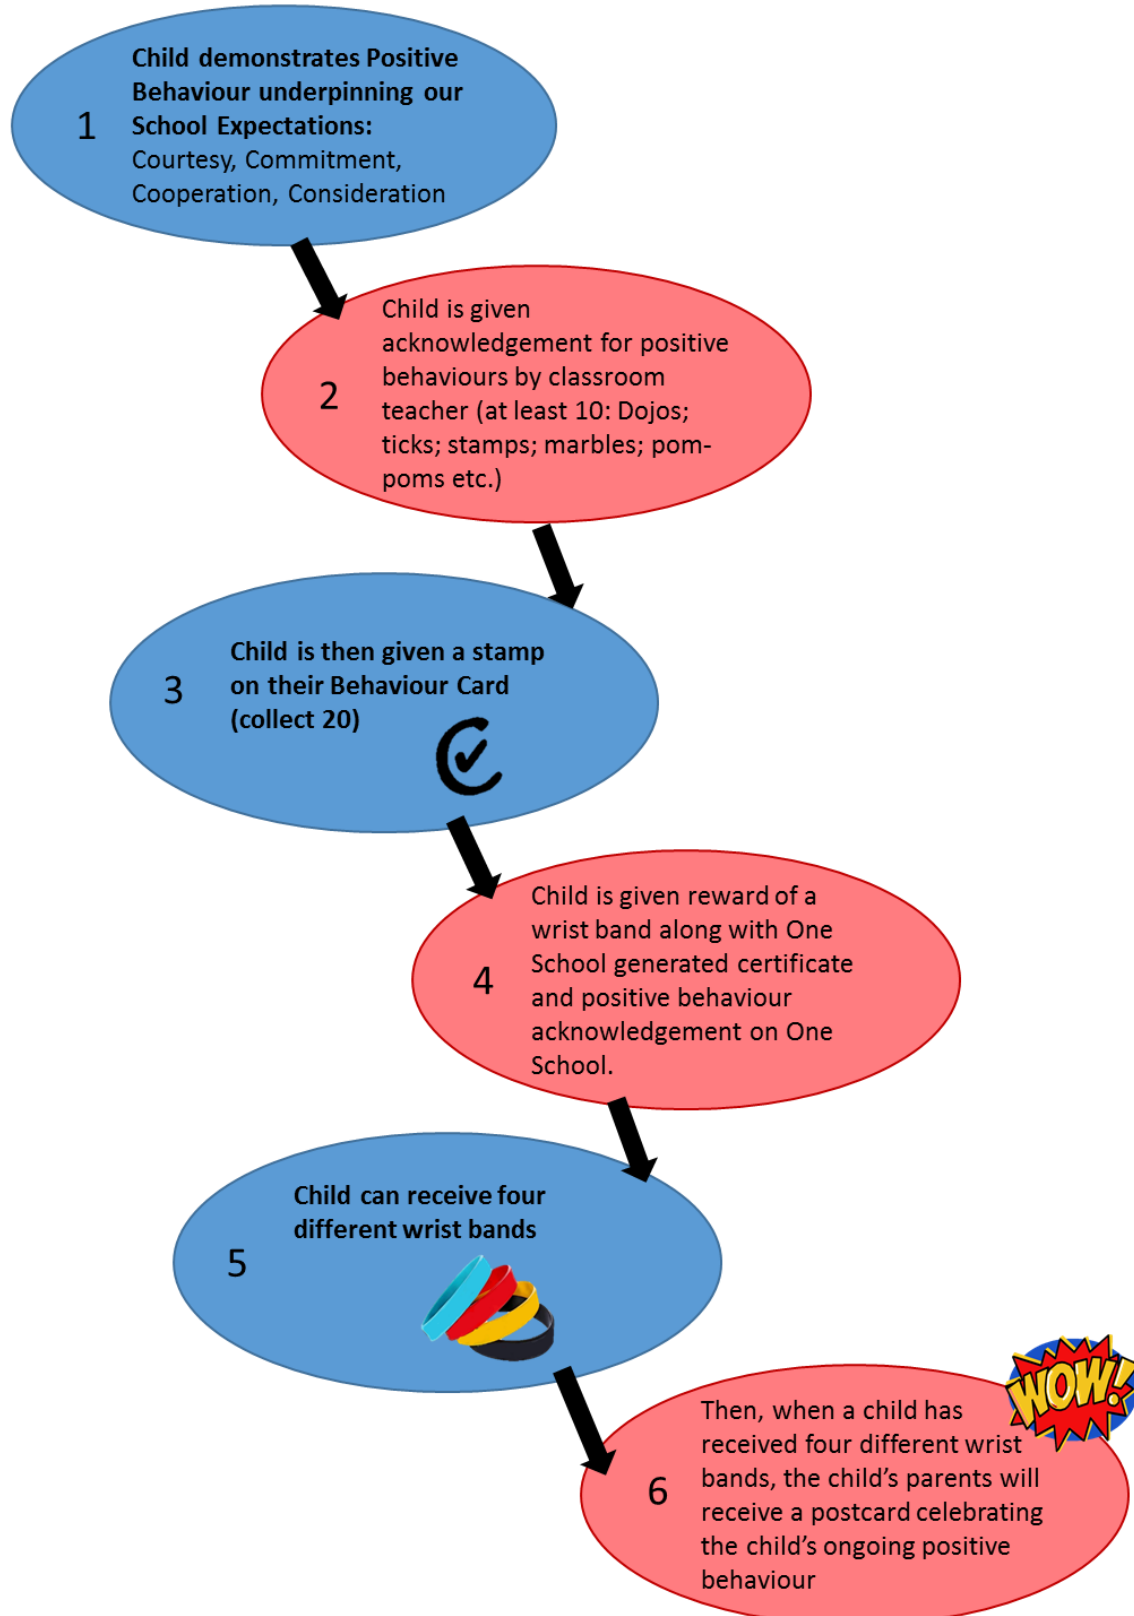 Child demonstrates Positive
Behaviour underpinning our
1 School Expectations:
Courtesy, Commitment,
Cooperation, Consideration
Child is given
acknowledgement for positive
behaviours by classroom
2 teacher (at least 10: Dojos;
ticks; stamps; marbles; pom-
poms etc.)
Child is then given a stamp
3 on their Behaviour Card
(collect 20)
Child is given reward of a
wrist band along with One
School generated certificate
4 and positive behaviour
acknowledgement on One
School.
Child can receive four
different wrist bands
5
WOW!
Then, when a child has
received four different wrist
bands, the child's parents will
6 receive a postcard celebrating
the child's ongoing positive
behaviour